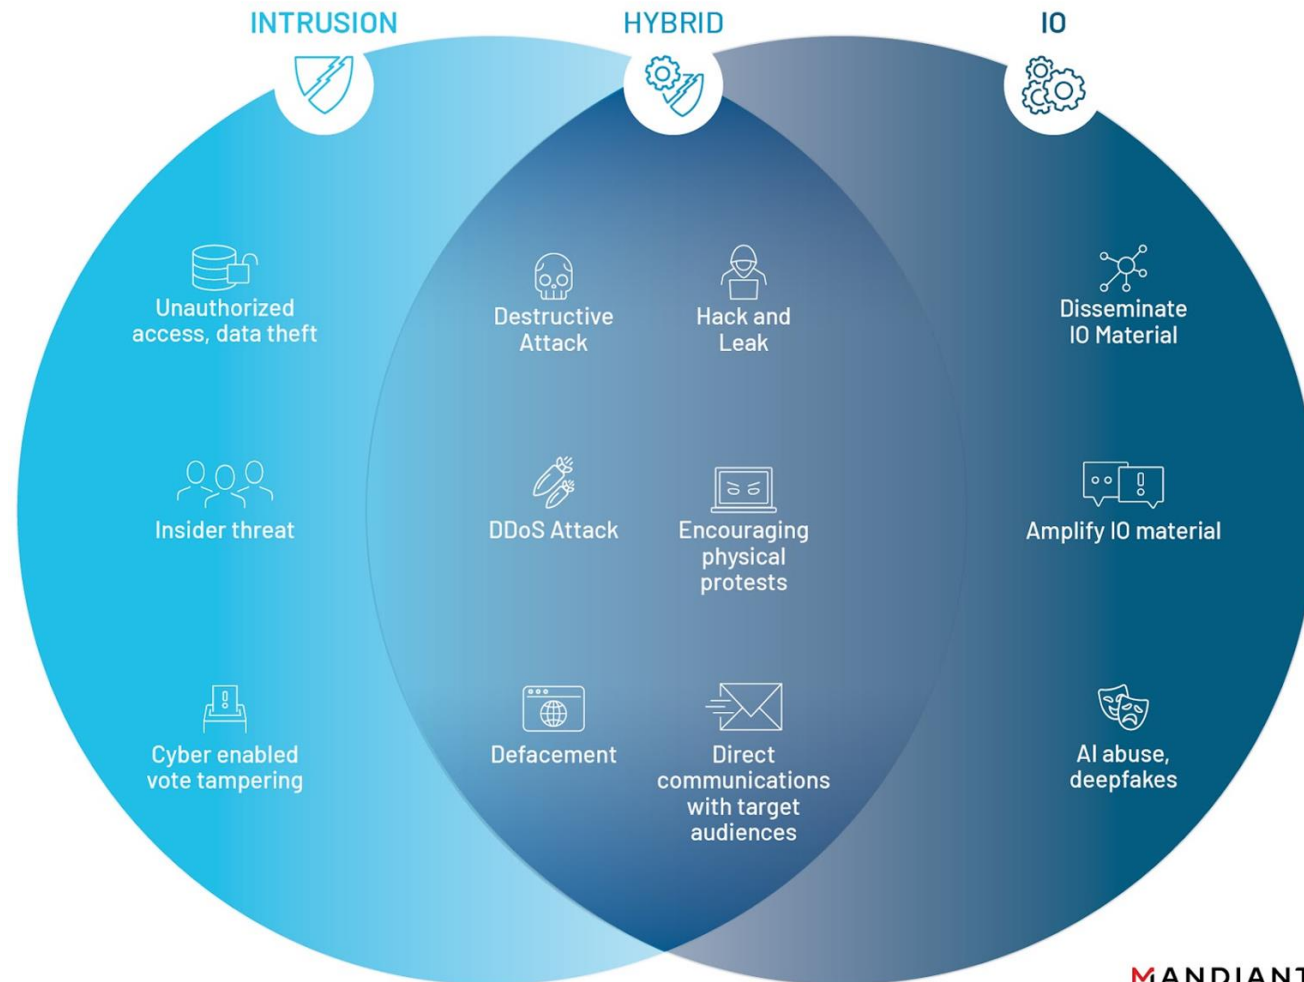 INTRUSION
HYBRID
IO
Unauthorized
access, data theft
Destructive
Attack
Hack and
Leak
Disseminate
IO Material
Insider threat
DDoS Attack
Encouraging
physical
protests
Amplify IO material
Cyber enabled
vote tampering
Defacement
Direct
communications
with target
audiences
AI abuse,
deepfakes
MANDIANT